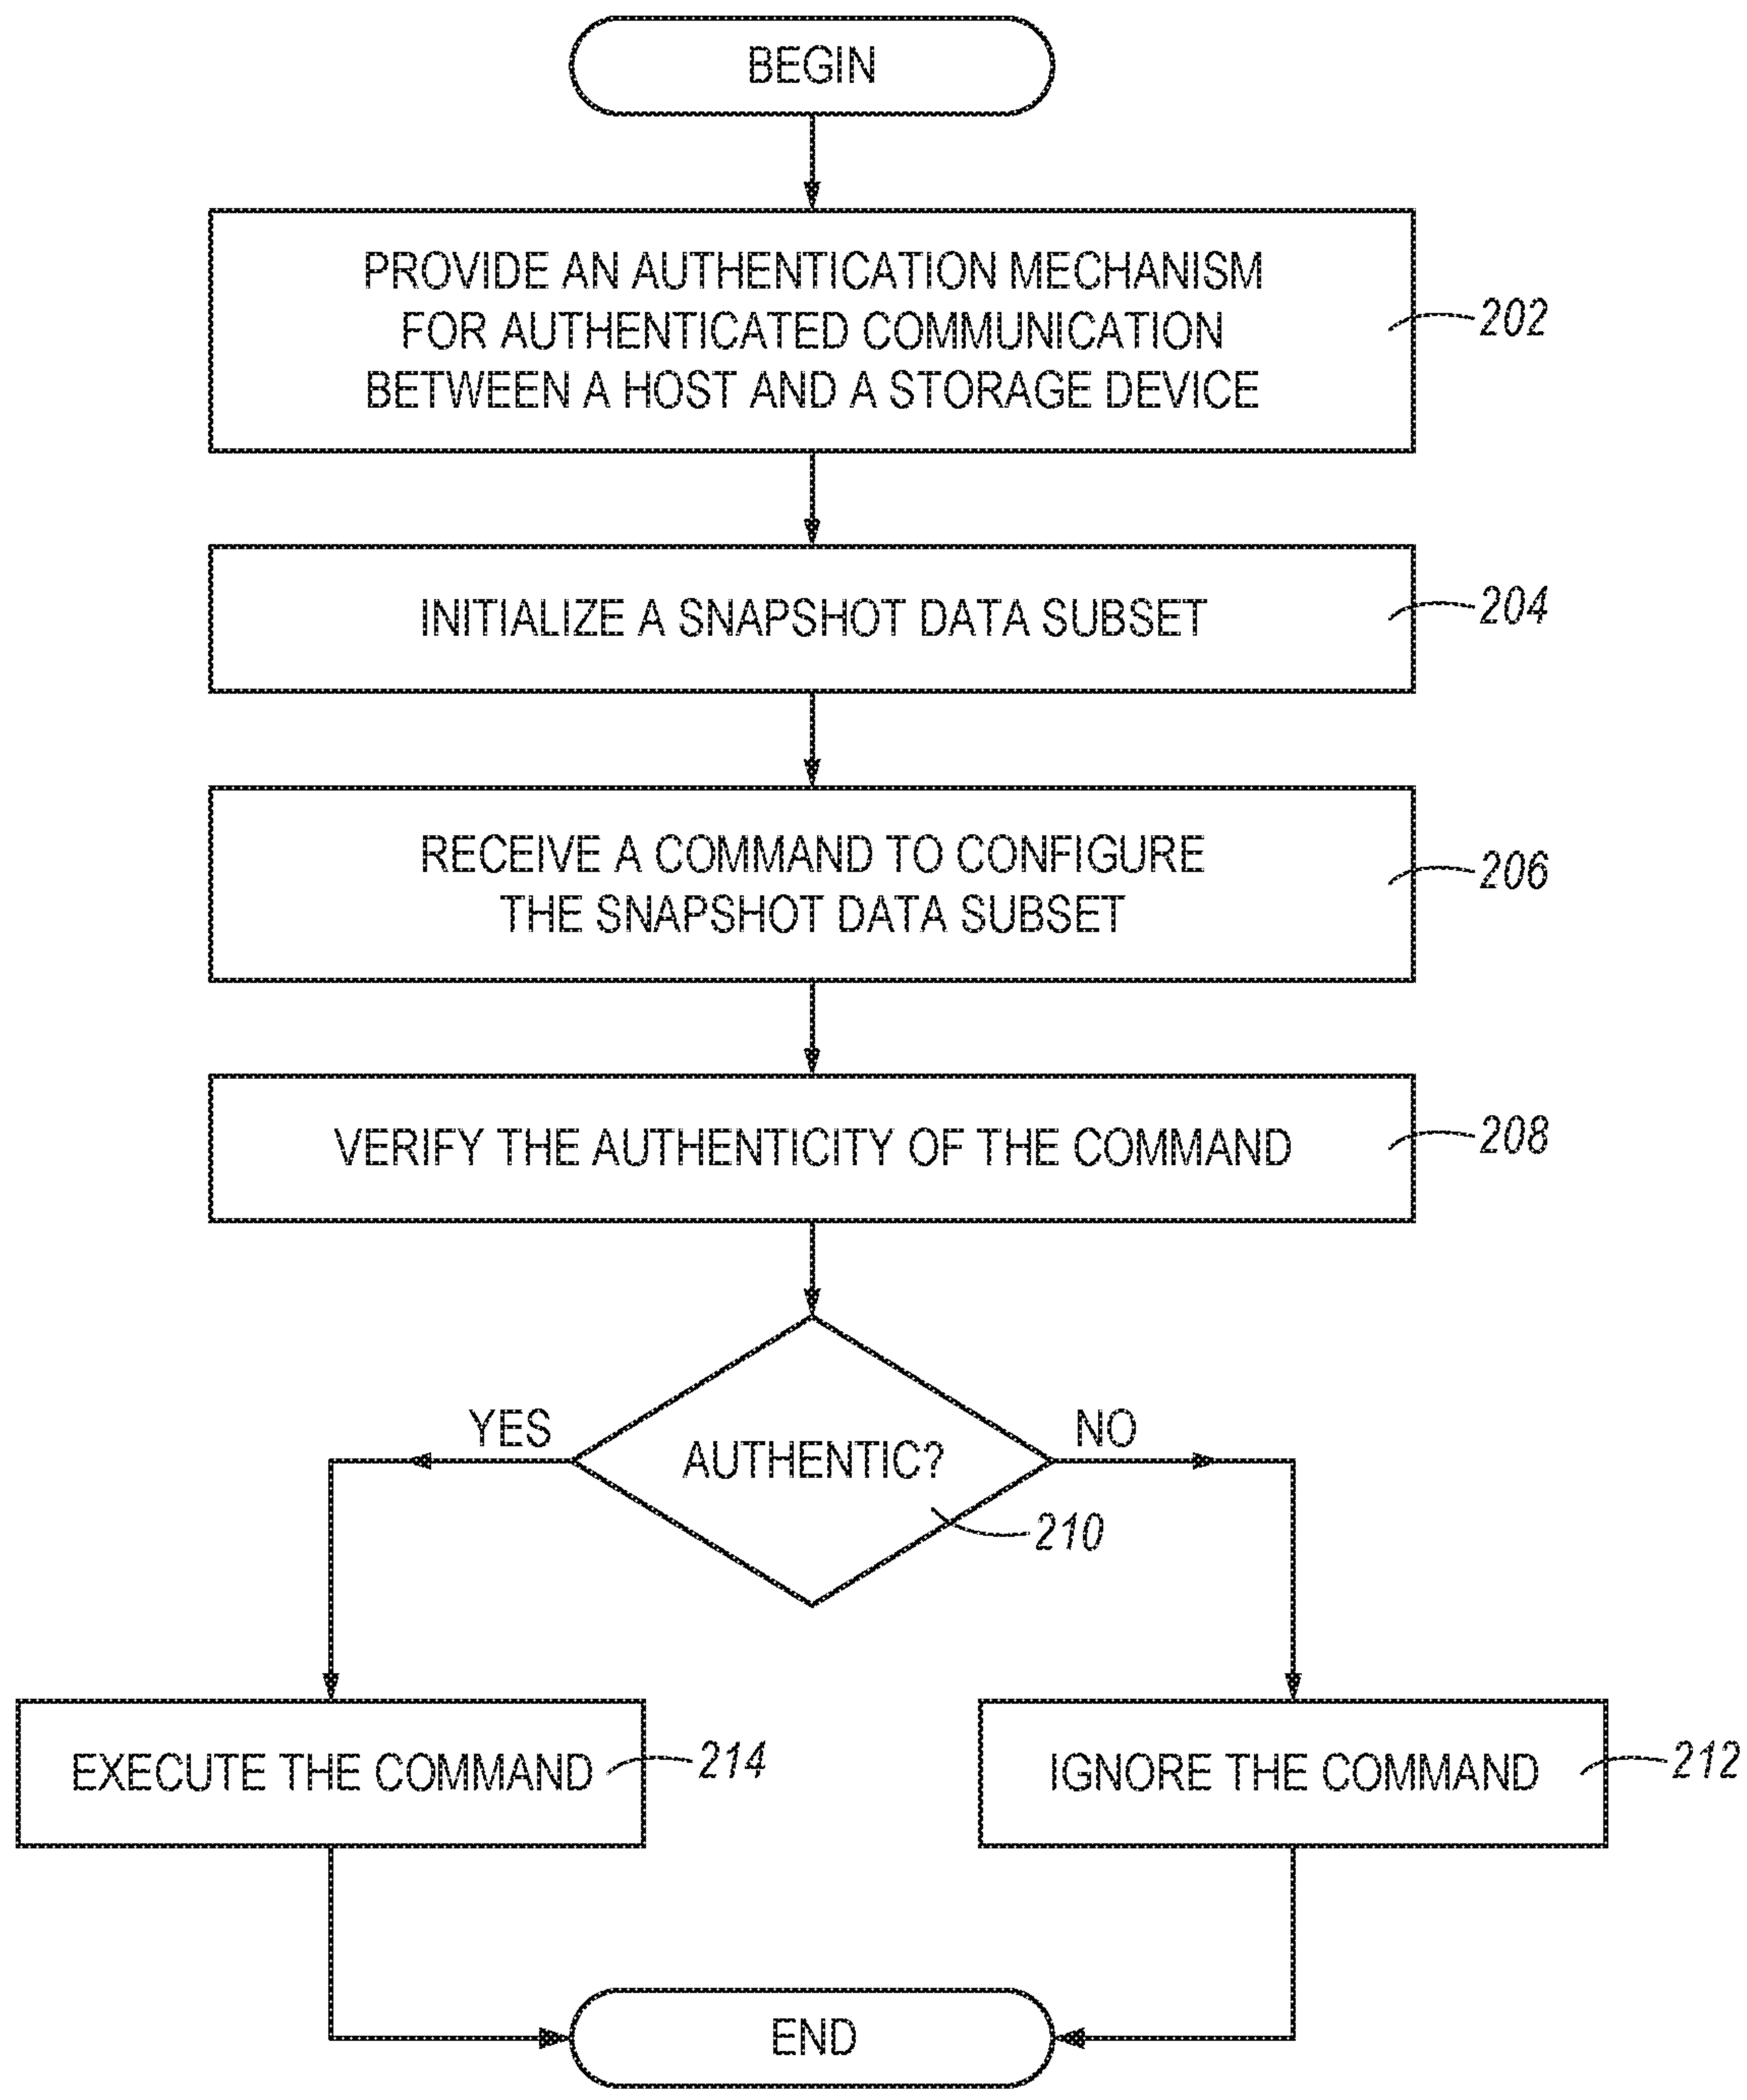 BEGIN
PROVIDE AN AUTHENTICATION MECHANISM
FOR AUTHENTICATED COMMUNICATION
BETWEEN A HOST AND A STORAGE DEVICE
202
INITIALIZE A SNAPSHOT DATA SUBSET
204
RECEIVE A COMMAND TO CONFIGURE
THE SNAPSHOT DATA SUBSET
206
VERIFY THE AUTHENTICITY OF THE COMMAND
208
YES
NO
AUTHENTIC?
210
EXECUTE THE COMMAND
214
IGNORE THE COMMAND
212
END